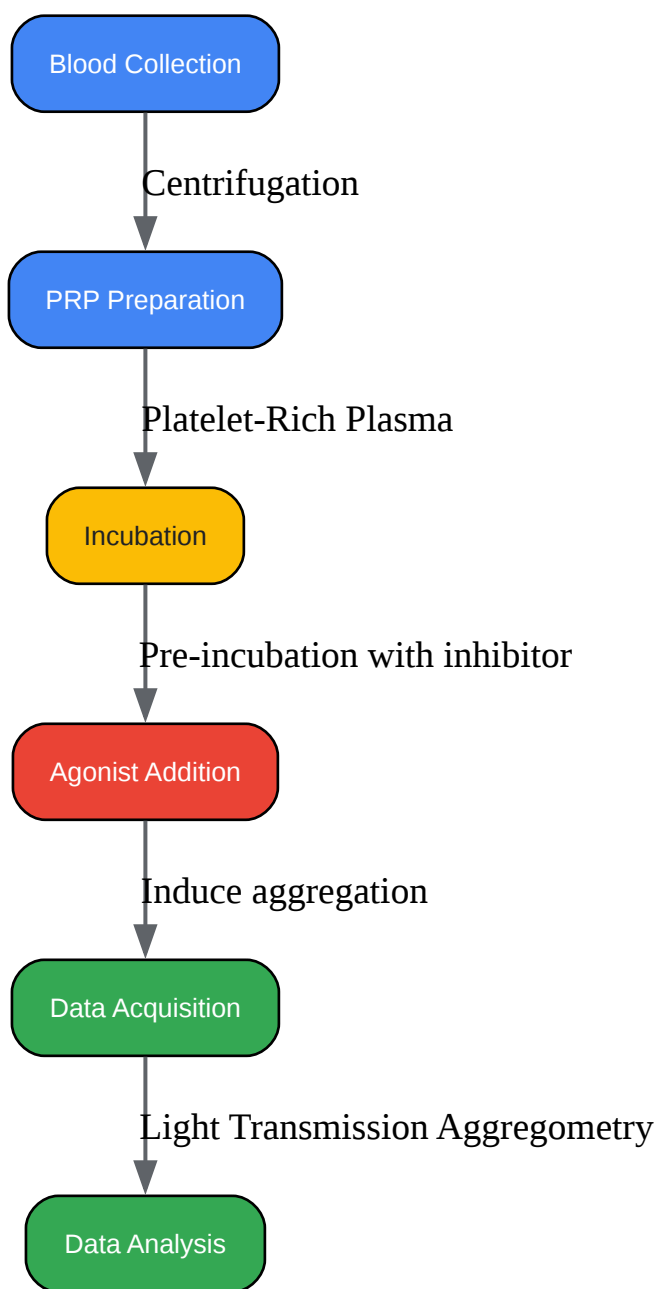 Blood Collection
Centrifugation
PRP Preparation
Platelet-Rich Plasma
Incubation
Pre-incubation with inhibitor
Agonist Addition
Induce aggregation
Data Acquisition
Light Transmission Aggregometry
Data Analysis